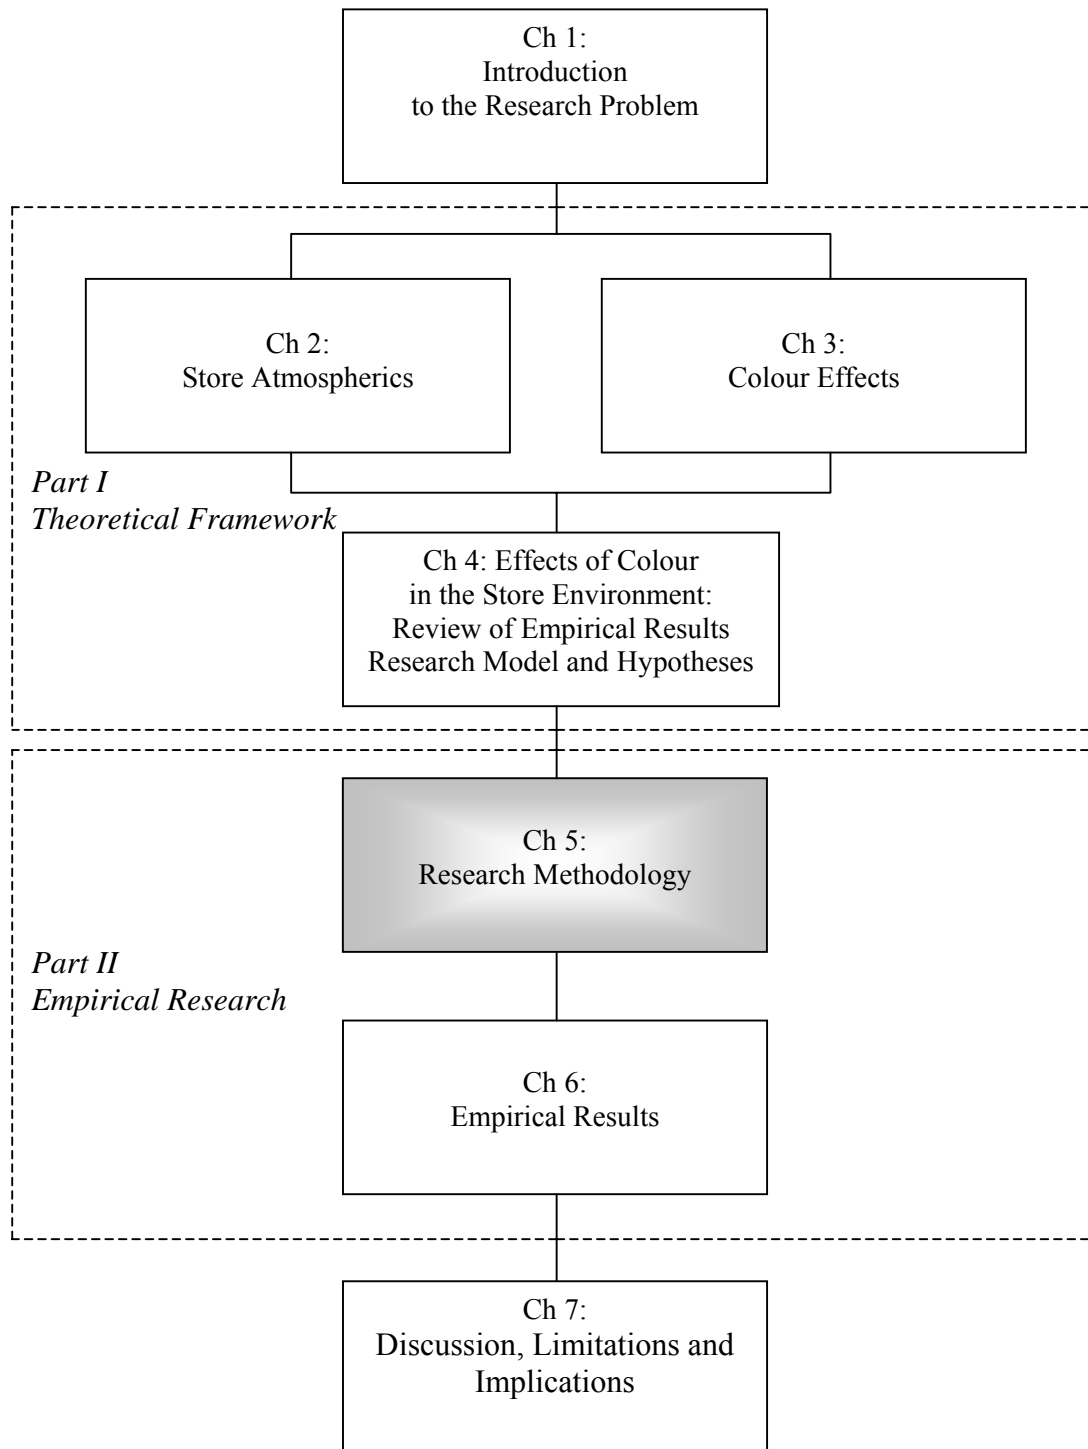 Ch 1:
Introduction
to the Research Problem
Ch 2:
Store Atmospherics
Ch 3:
Colour Effects
Part I
Theoretical Framework
Ch 4: Effects of Colour
in the Store Environment:
Review of Empirical Results
Research Model and Hypotheses
Ch 5:
Research Methodology
Part II
Empirical Research
Ch 6:
Empirical Results
Ch 7:
Discussion, Limitations and
Implications